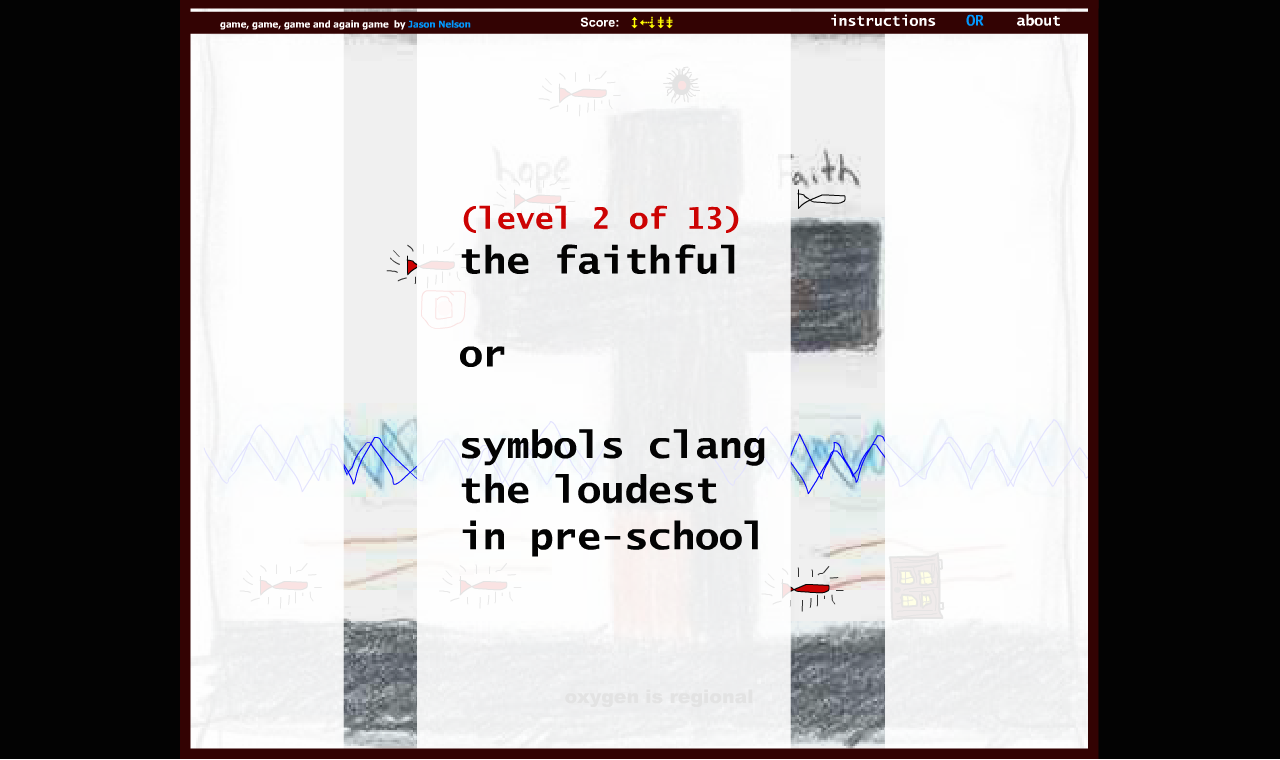 game, game, game and again game by Jason Nelson
Score:
instructions OR about
hope
Faith
(level 2 of 13)
the faithful
or
symbols clang
the loudest
in pre-school
oxygen is regional